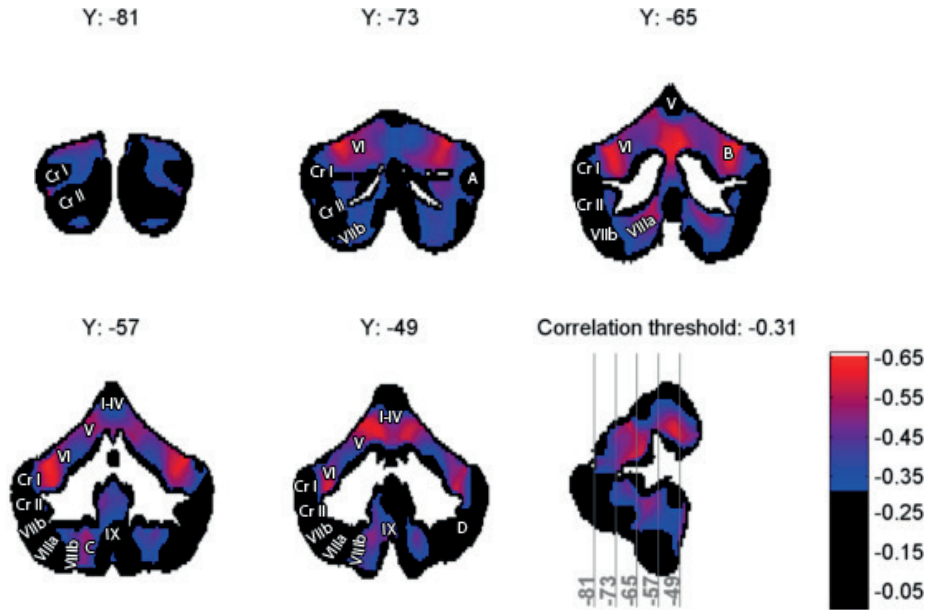 Y: -81
Y: -73
Y: -65
Cr I
Cr II
VI
Cr I
A
Cr II
VIIb
V
VI
B
Cr I
Cr II
VIIb
VIIIa
Y: -57
Y: -49
Correlation threshold: -0.31
I-IV
V
VI
Cr I
Cr II
VIIb
VIIIa
VIIIb
C
IX
I-IV
V
VI
Cr I
Cr II
VIIb
VIIIa
VIIIb
IX
D
-81
-73
-65
-57
-49
-0.65
-0.55
-0.45
-0.35
-0.25
-0.15
-0.05